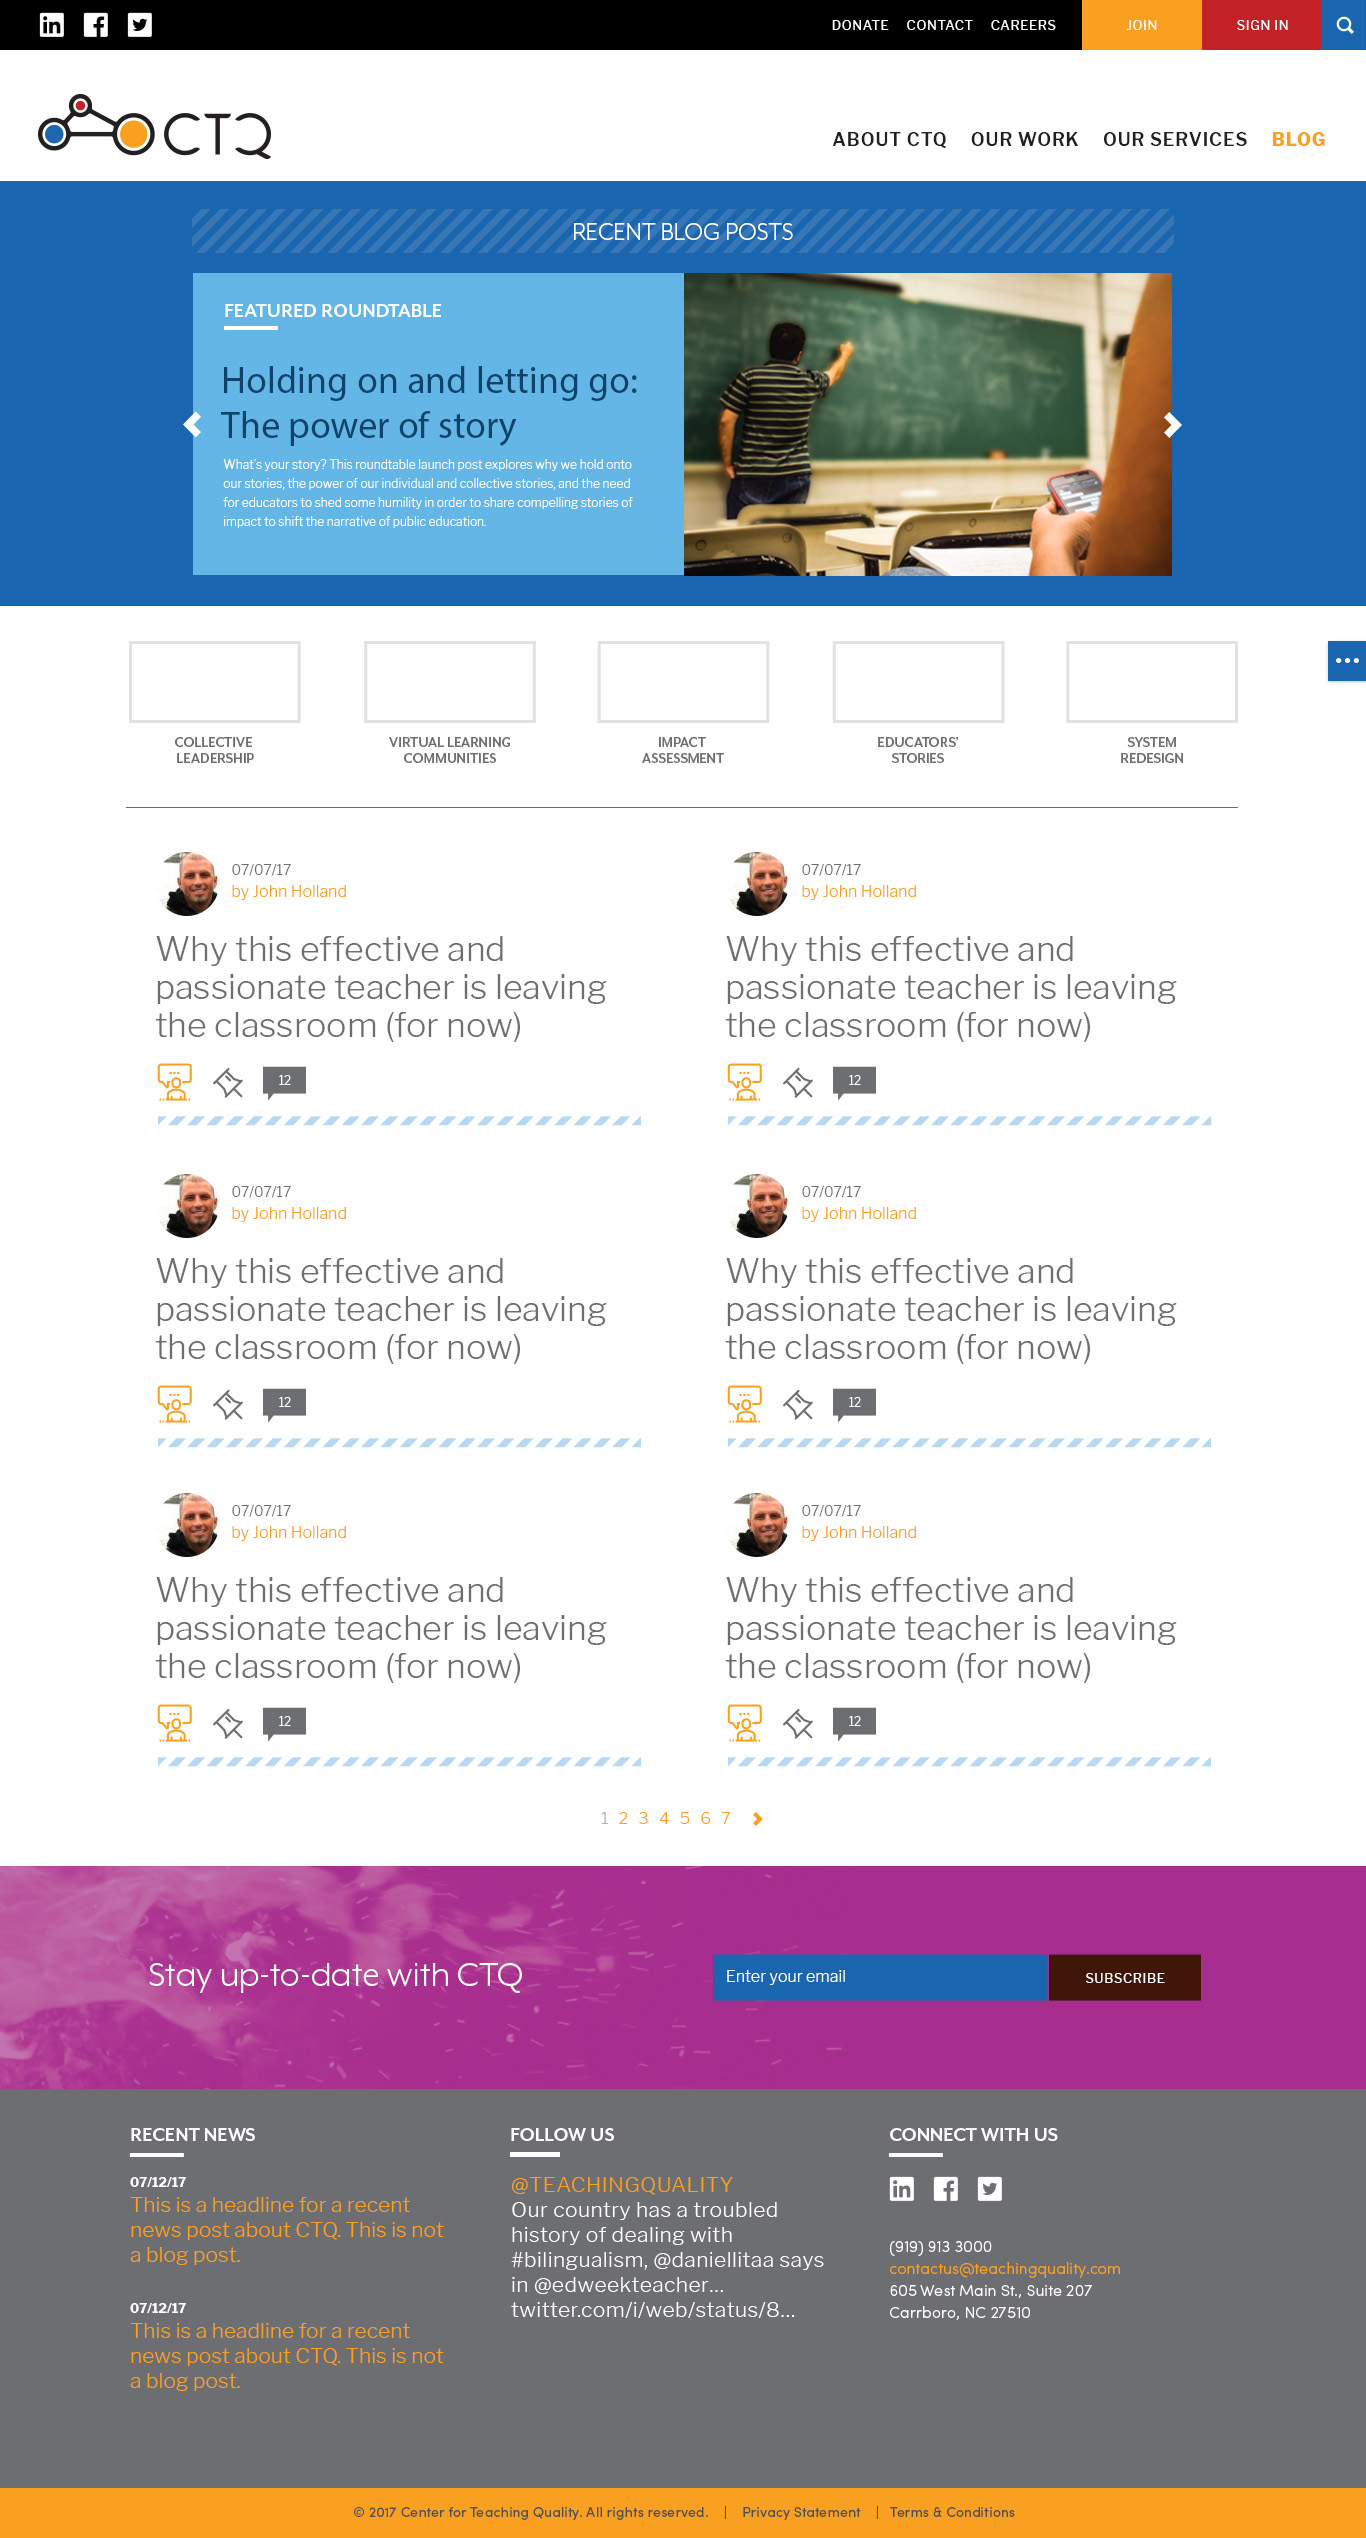 DONATE CONTACT CAREERS JOIN SIGN IN
CTQ
ABOUT CTQ OUR WORK OUR SERVICES BLOG
RECENT BLOG POSTS
FEATURED ROUNDTABLE
Holding on and letting go:
The power of story
What's your story? This roundtable launch post explores why we hold onto
our stories, the power of our individual and collective stories, and the need
for educators to shed some humility in order to share compelling stories of
impact to shift the narrative of public education.
COLLECTIVE
LEADERSHIP
VIRTUAL LEARNING
COMMUNITIES
IMPACT
ASSESSMENT
EDUCATORS'
STORIES
SYSTEM
REDESIGN
07/07/17
by John Holland
Why this effective and
passionate teacher is leaving
the classroom (for now)
12
07/07/17
by John Holland
Why this effective and
passionate teacher is leaving
the classroom (for now)
12
07/07/17
by John Holland
Why this effective and
passionate teacher is leaving
the classroom (for now)
12
07/07/17
by John Holland
Why this effective and
passionate teacher is leaving
the classroom (for now)
12
07/07/17
by John Holland
Why this effective and
passionate teacher is leaving
the classroom (for now)
12
07/07/17
by John Holland
Why this effective and
passionate teacher is leaving
the classroom (for now)
12
1 2 3 4 5 6 7
Stay up-to-date with CTQ
Enter your email
SUBSCRIBE
RECENT NEWS
07/12/17
This is a headline for a recent
news post about CTQ. This is not
a blog post.
07/12/17
This is a headline for a recent
news post about CTQ. This is not
a blog post.
FOLLOW US
@TEACHINGQUALITY
Our country has a troubled
history of dealing with
#bilingualism, @daniellitaa says
in @edweekteacher...
twitter.com/i/web/status/8...
CONNECT WITH US
(919) 913 3000
contactus@teachingquality.com
605 West Main St., Suite 207
Carrboro, NC 27510
© 2017 Center for Teaching Quality. All rights reserved. | Privacy Statement | Terms & Conditions